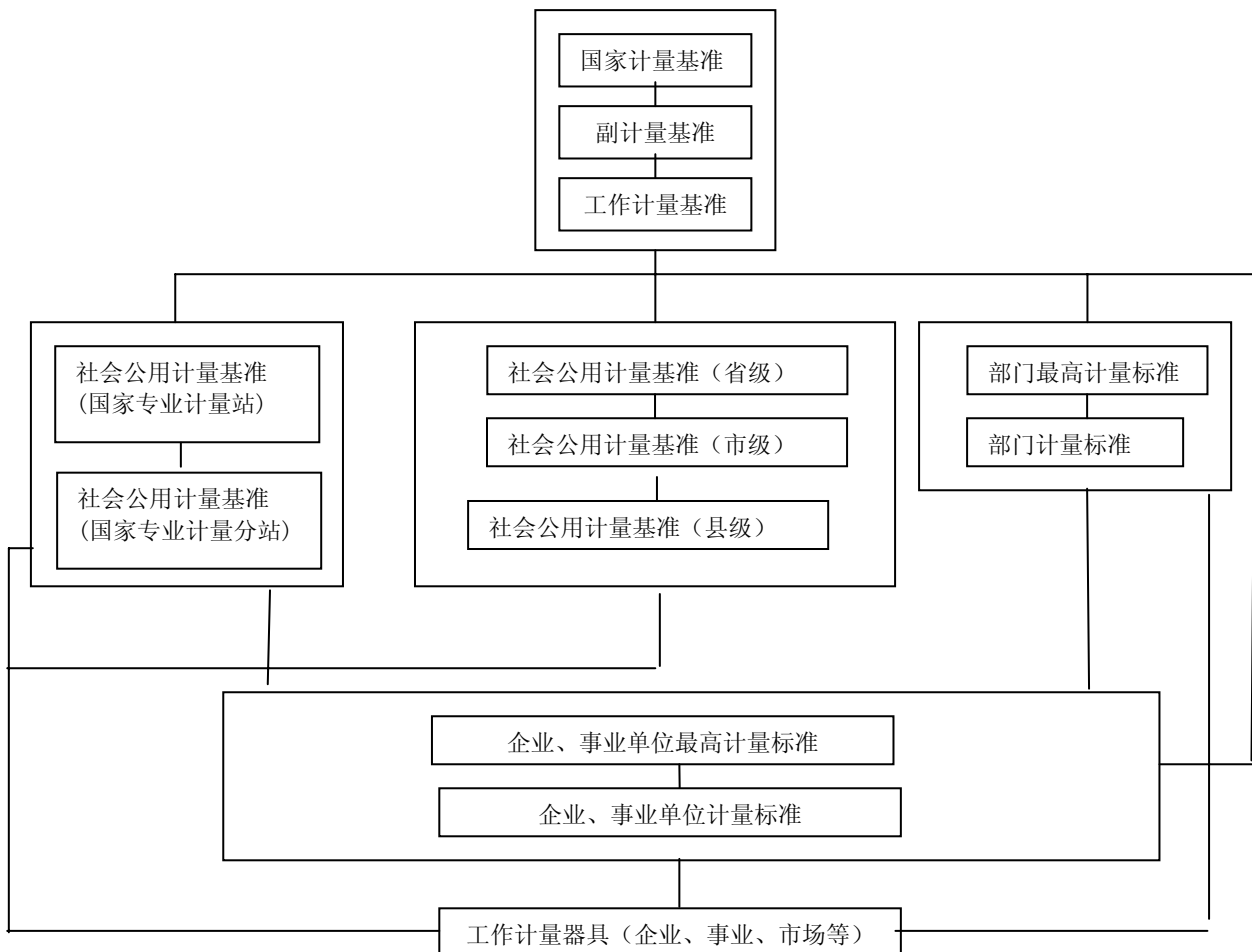 国家计量基准
副计量基准
工作计量基准
社会公用计量基准
(国家专业计量站)
社会公用计量基准
(国家专业计量分站)
社会公用计量基准（省级）
社会公用计量基准（市级）
社会公用计量基准（县级）
部门最高计量标准
部门计量标准
企业、事业单位最高计量标准
企业、事业单位计量标准
工作计量器具（企业、事业、市场等）